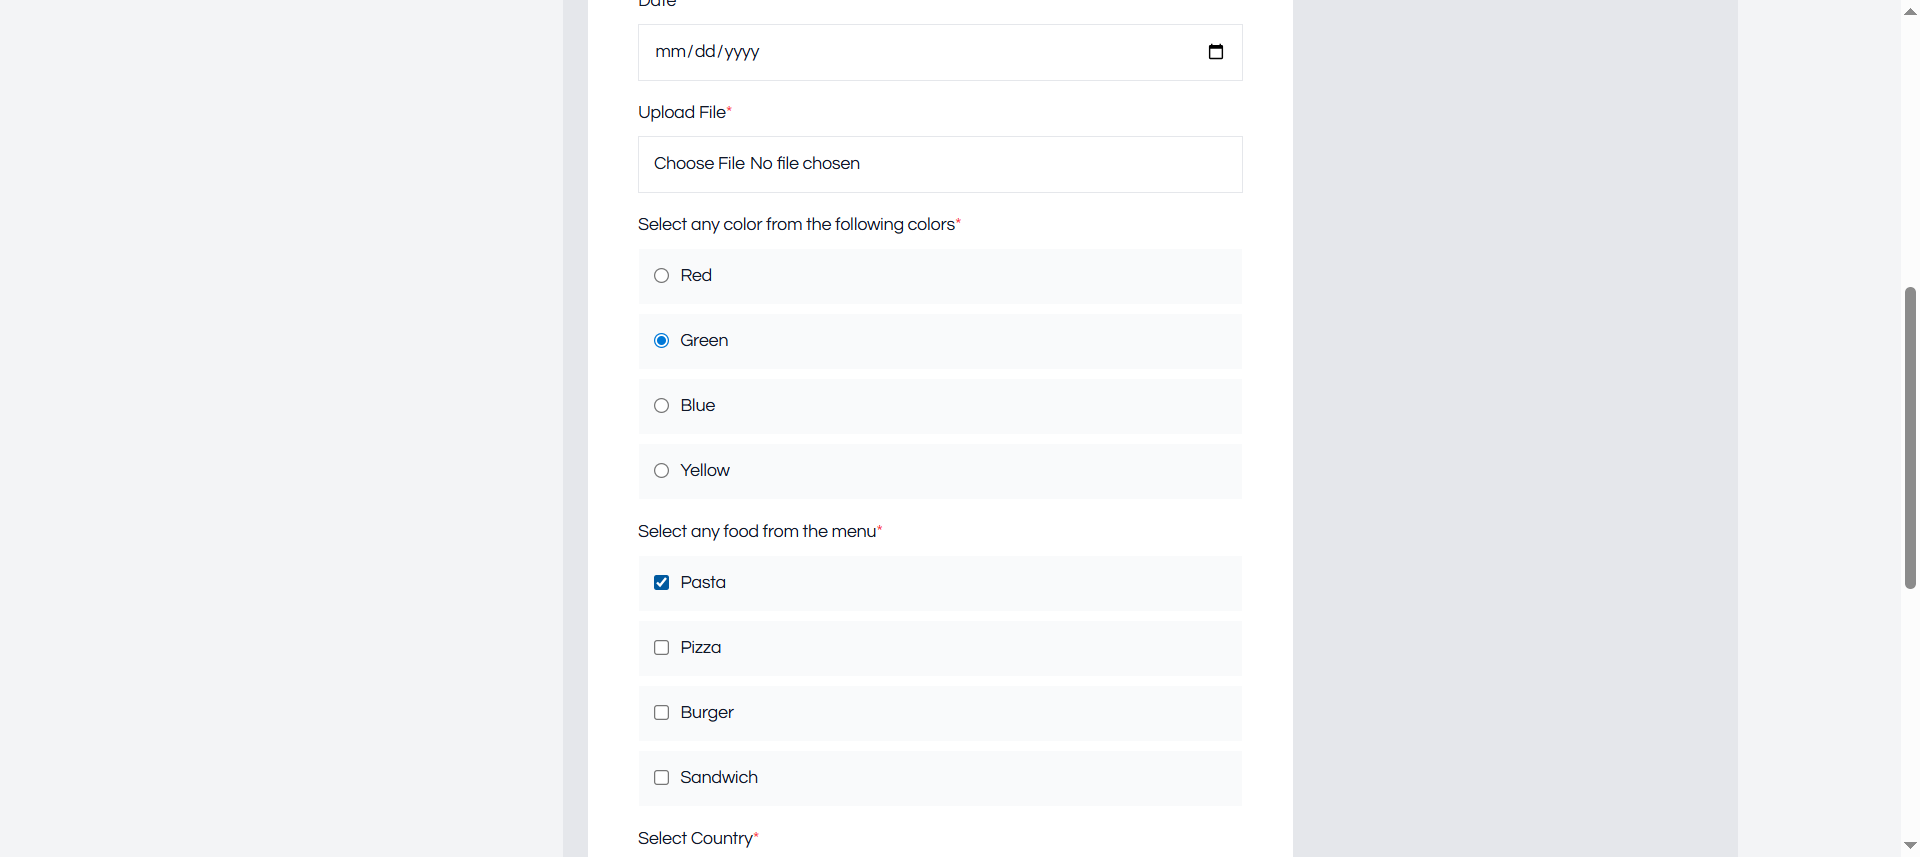 Date
mm/dd/yyyy
Upload File*
Choose File No file chosen
Select any color from the following colors*
Red
Green
Blue
Yellow
Select any food from the menu*
Pasta
Pizza
Burger
Sandwich
Select Country*